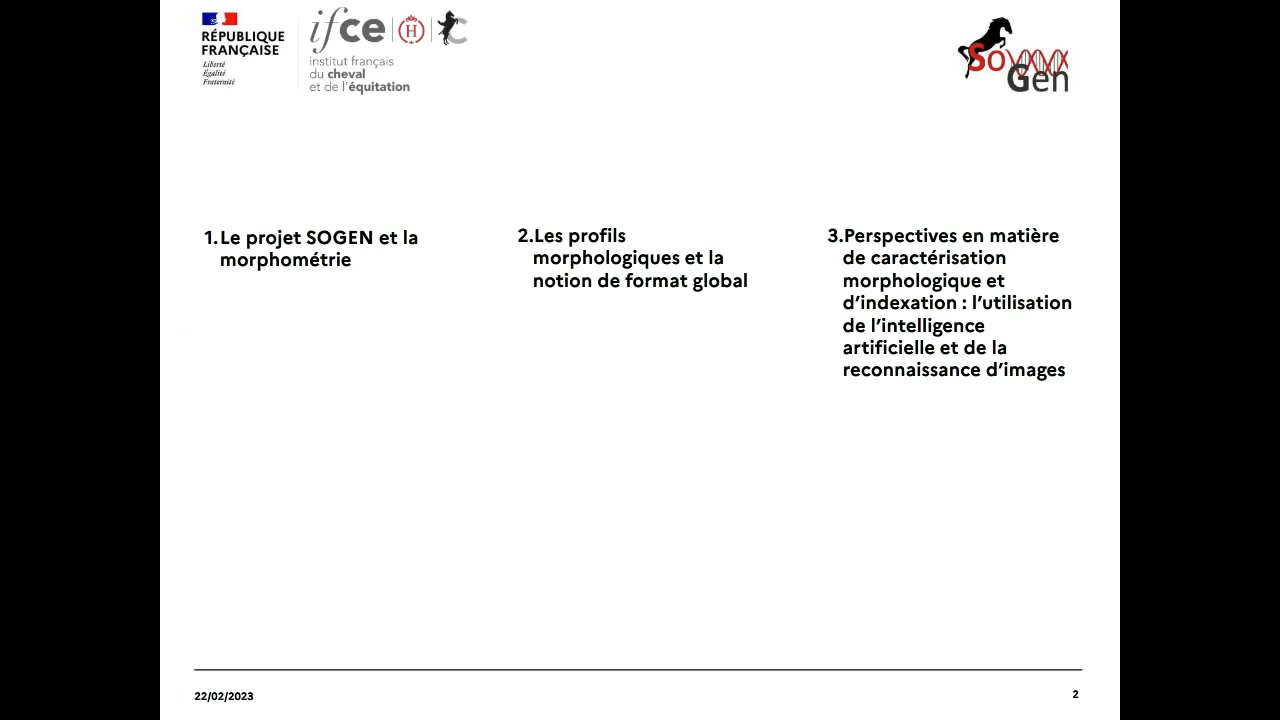 RÉPUBLIQUE
FRANÇAISE
Liberté
Égalité
Fraternité
ifce
H
C
institut français
du cheval
et de l'équitation
So
Gen
1.Le projet SOGEN et la
morphométrie
2.Les profils
morphologiques et la
notion de format global
3.Perspectives en matière
de caractérisation
morphologique et
d’indexation : l’utilisation
de l’intelligence
artificielle et de la
reconnaissance d’images
22/02/2023
2